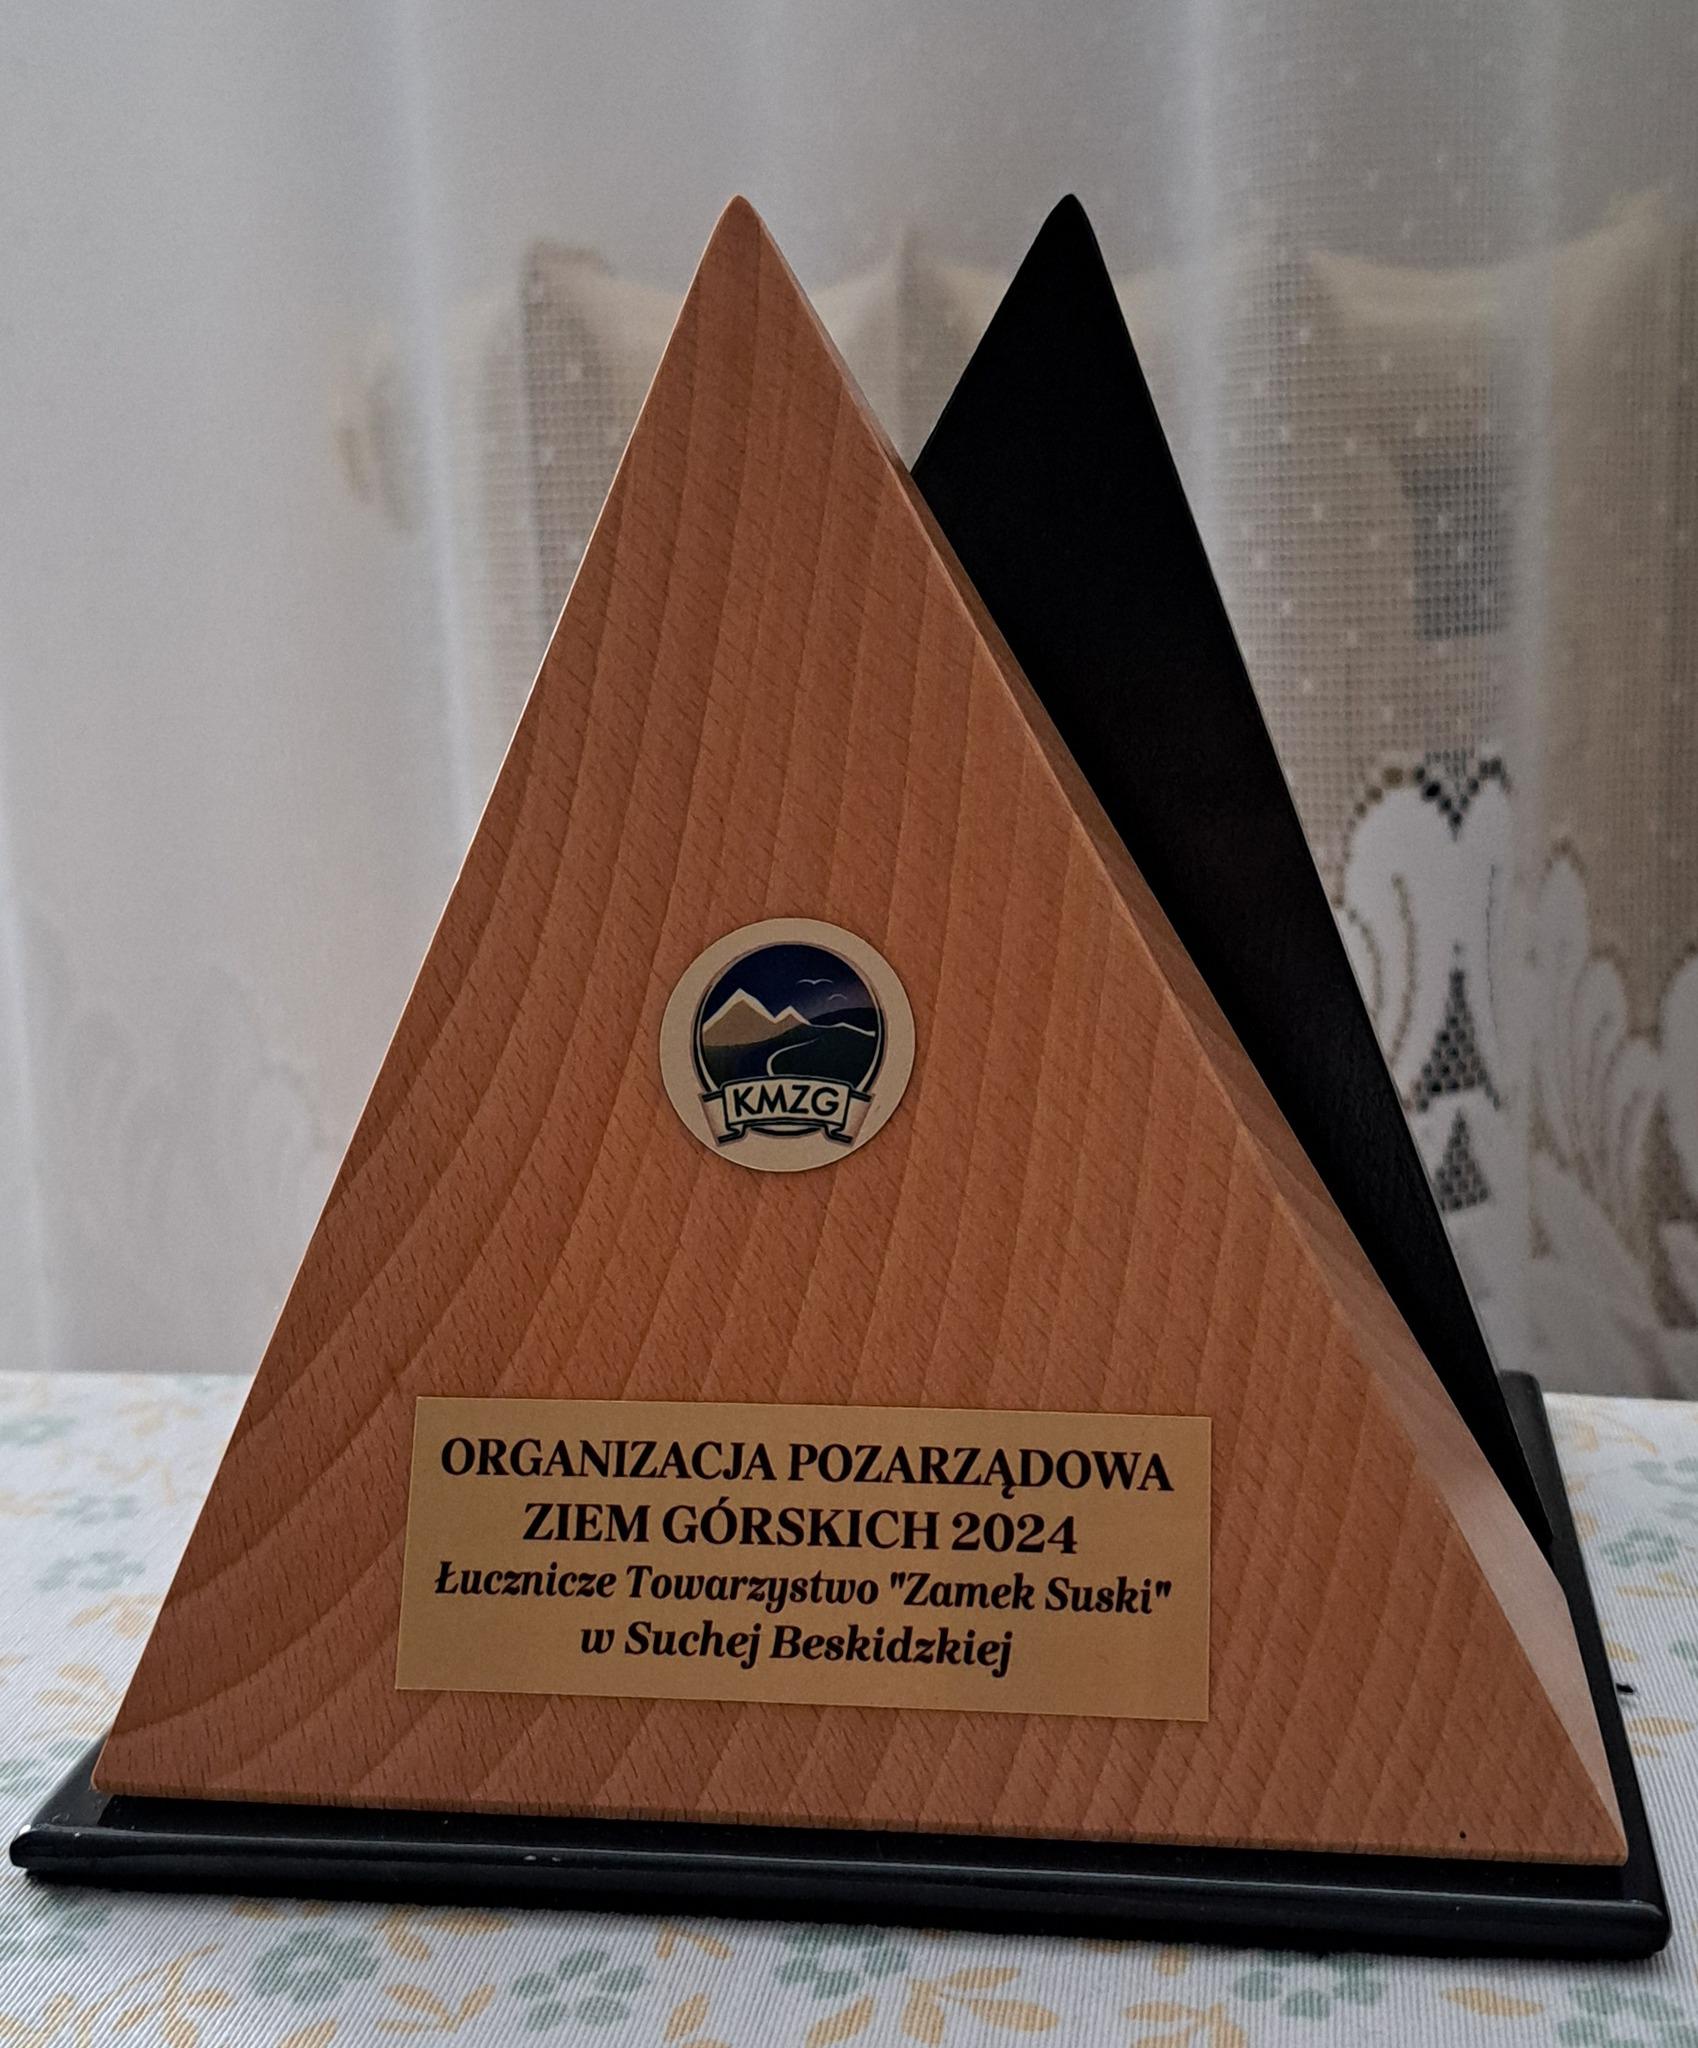 KMZG
ORGANIZACJA POZARZĄDOWA
ZIEM GÓRSKICH 2024
Łucznicze Towarzystwo "Zamek Suski"
w Suchej Beskidzkiej